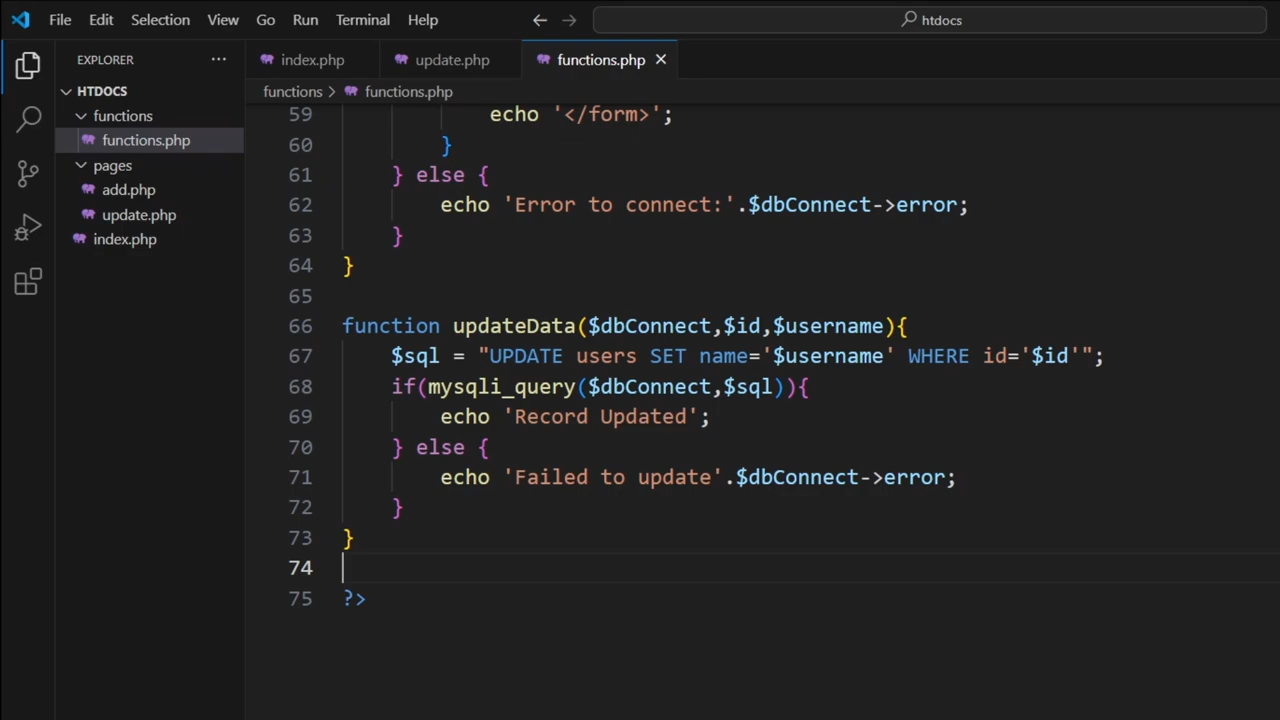 File Edit Selection View Go Run Terminal Help
htdocs
EXPLORER
HTDOCS
functions
functions.php
pages
add.php
update.php
index.php
index.php update.php functions.php
functions > functions.php
59 echo '</form>';
60 }
61 } else {
62 echo 'Error to connect:'.$dbConnect->error;
63 }
64 }
65
66 function updateData($dbConnect,$id,$username){
67 $sql = "UPDATE users SET name='$username' WHERE id='$id'";
68 if(mysqli_query($dbConnect,$sql)){
69 echo 'Record Updated';
70 } else {
71 echo 'Failed to update'.$dbConnect->error;
72 }
73 }
74
75 ?>